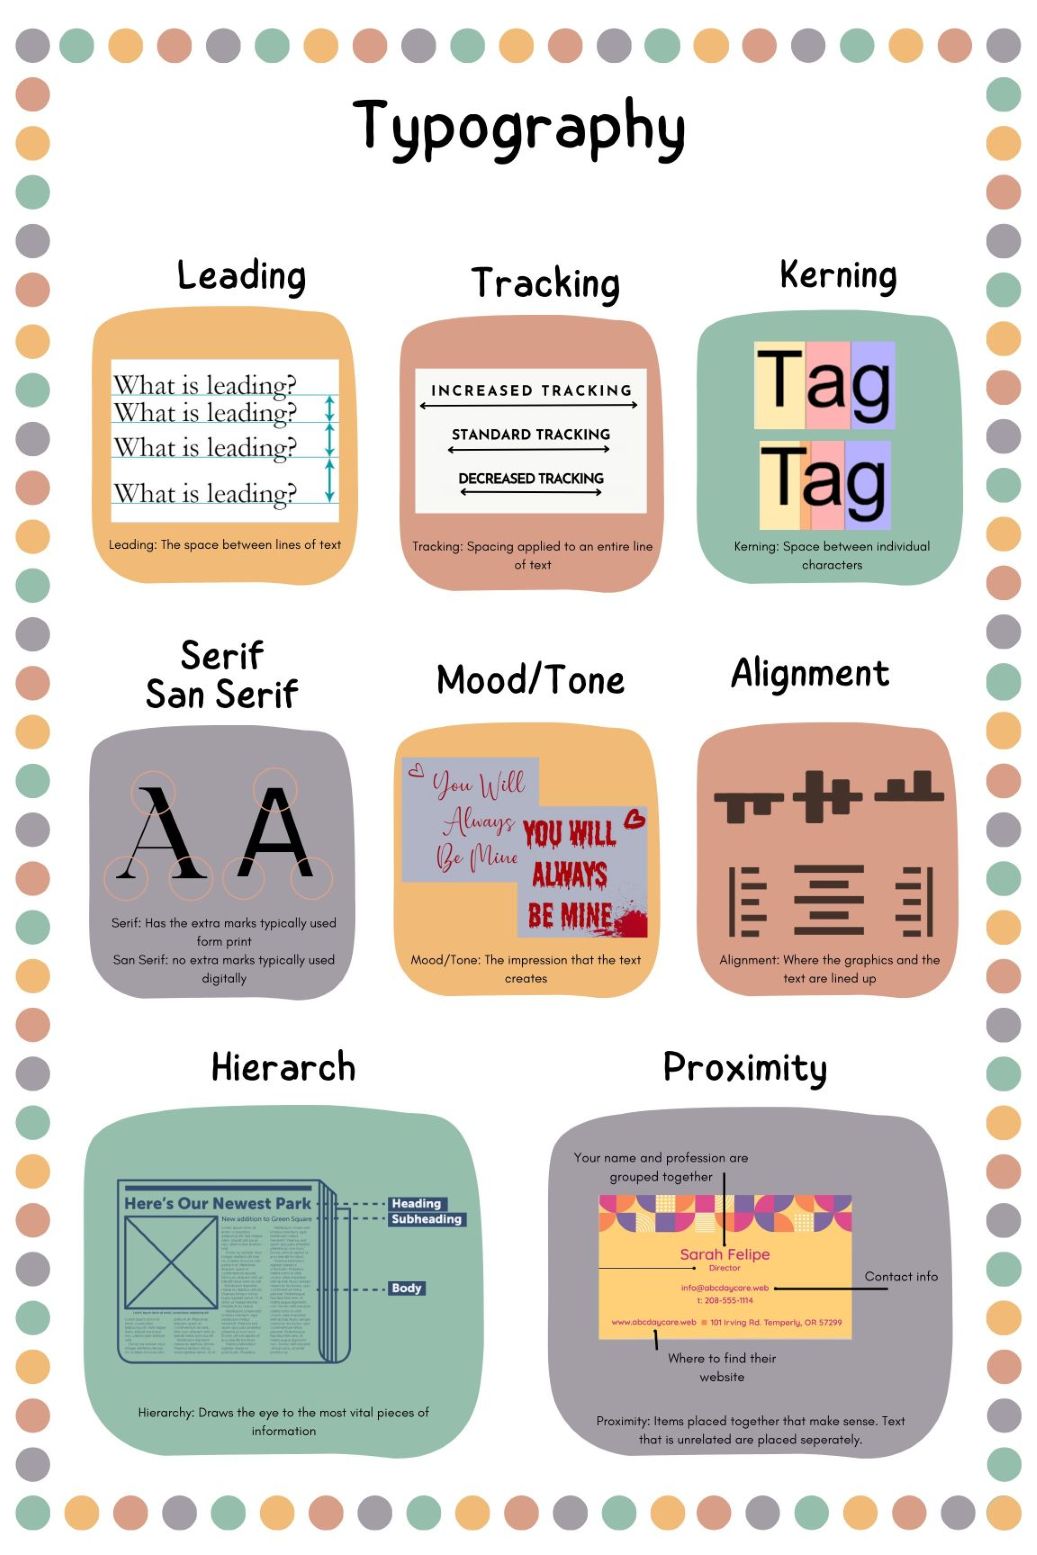 Typography
Leading
Tracking
Kerning
What is leading?
What is leading?
What is leading?
What is leading?
Leading: The space between lines of text
INCREASED TRACKING
STANDARD TRACKING
DECREASED TRACKING
Tracking: Spacing applied to an entire line
of text
Tag
Tag
Kerning: Space between individual
characters
Serif
San Serif
Mood/Tone
Alignment
A A
Serif: Has the extra marks typically used
form print
San Serif: no extra marks typically used
digitally
You Will
Always
Be Mine
YOU WILL
ALWAYS
BE MINE
Mood/Tone: The impression that the text
creates
Alignment: Where the graphics and the
text are lined up
Hierarch
Proximity
Here's Our Newest Park
New addition to Green Square
Heading
Subheading
Body
Hierarchy: Draws the eye to the most vital pieces of
information
Your name and profession are
grouped together
Sarah Felipe
Director
info@abcdaycare.web
t: 208-555-1114
www.abcdaycare.web 101 Irving Rd. Temperly, OR 57299
Contact info
Where to find their
website
Proximity: Items placed together that make sense. Text
that is unrelated are placed seperately.